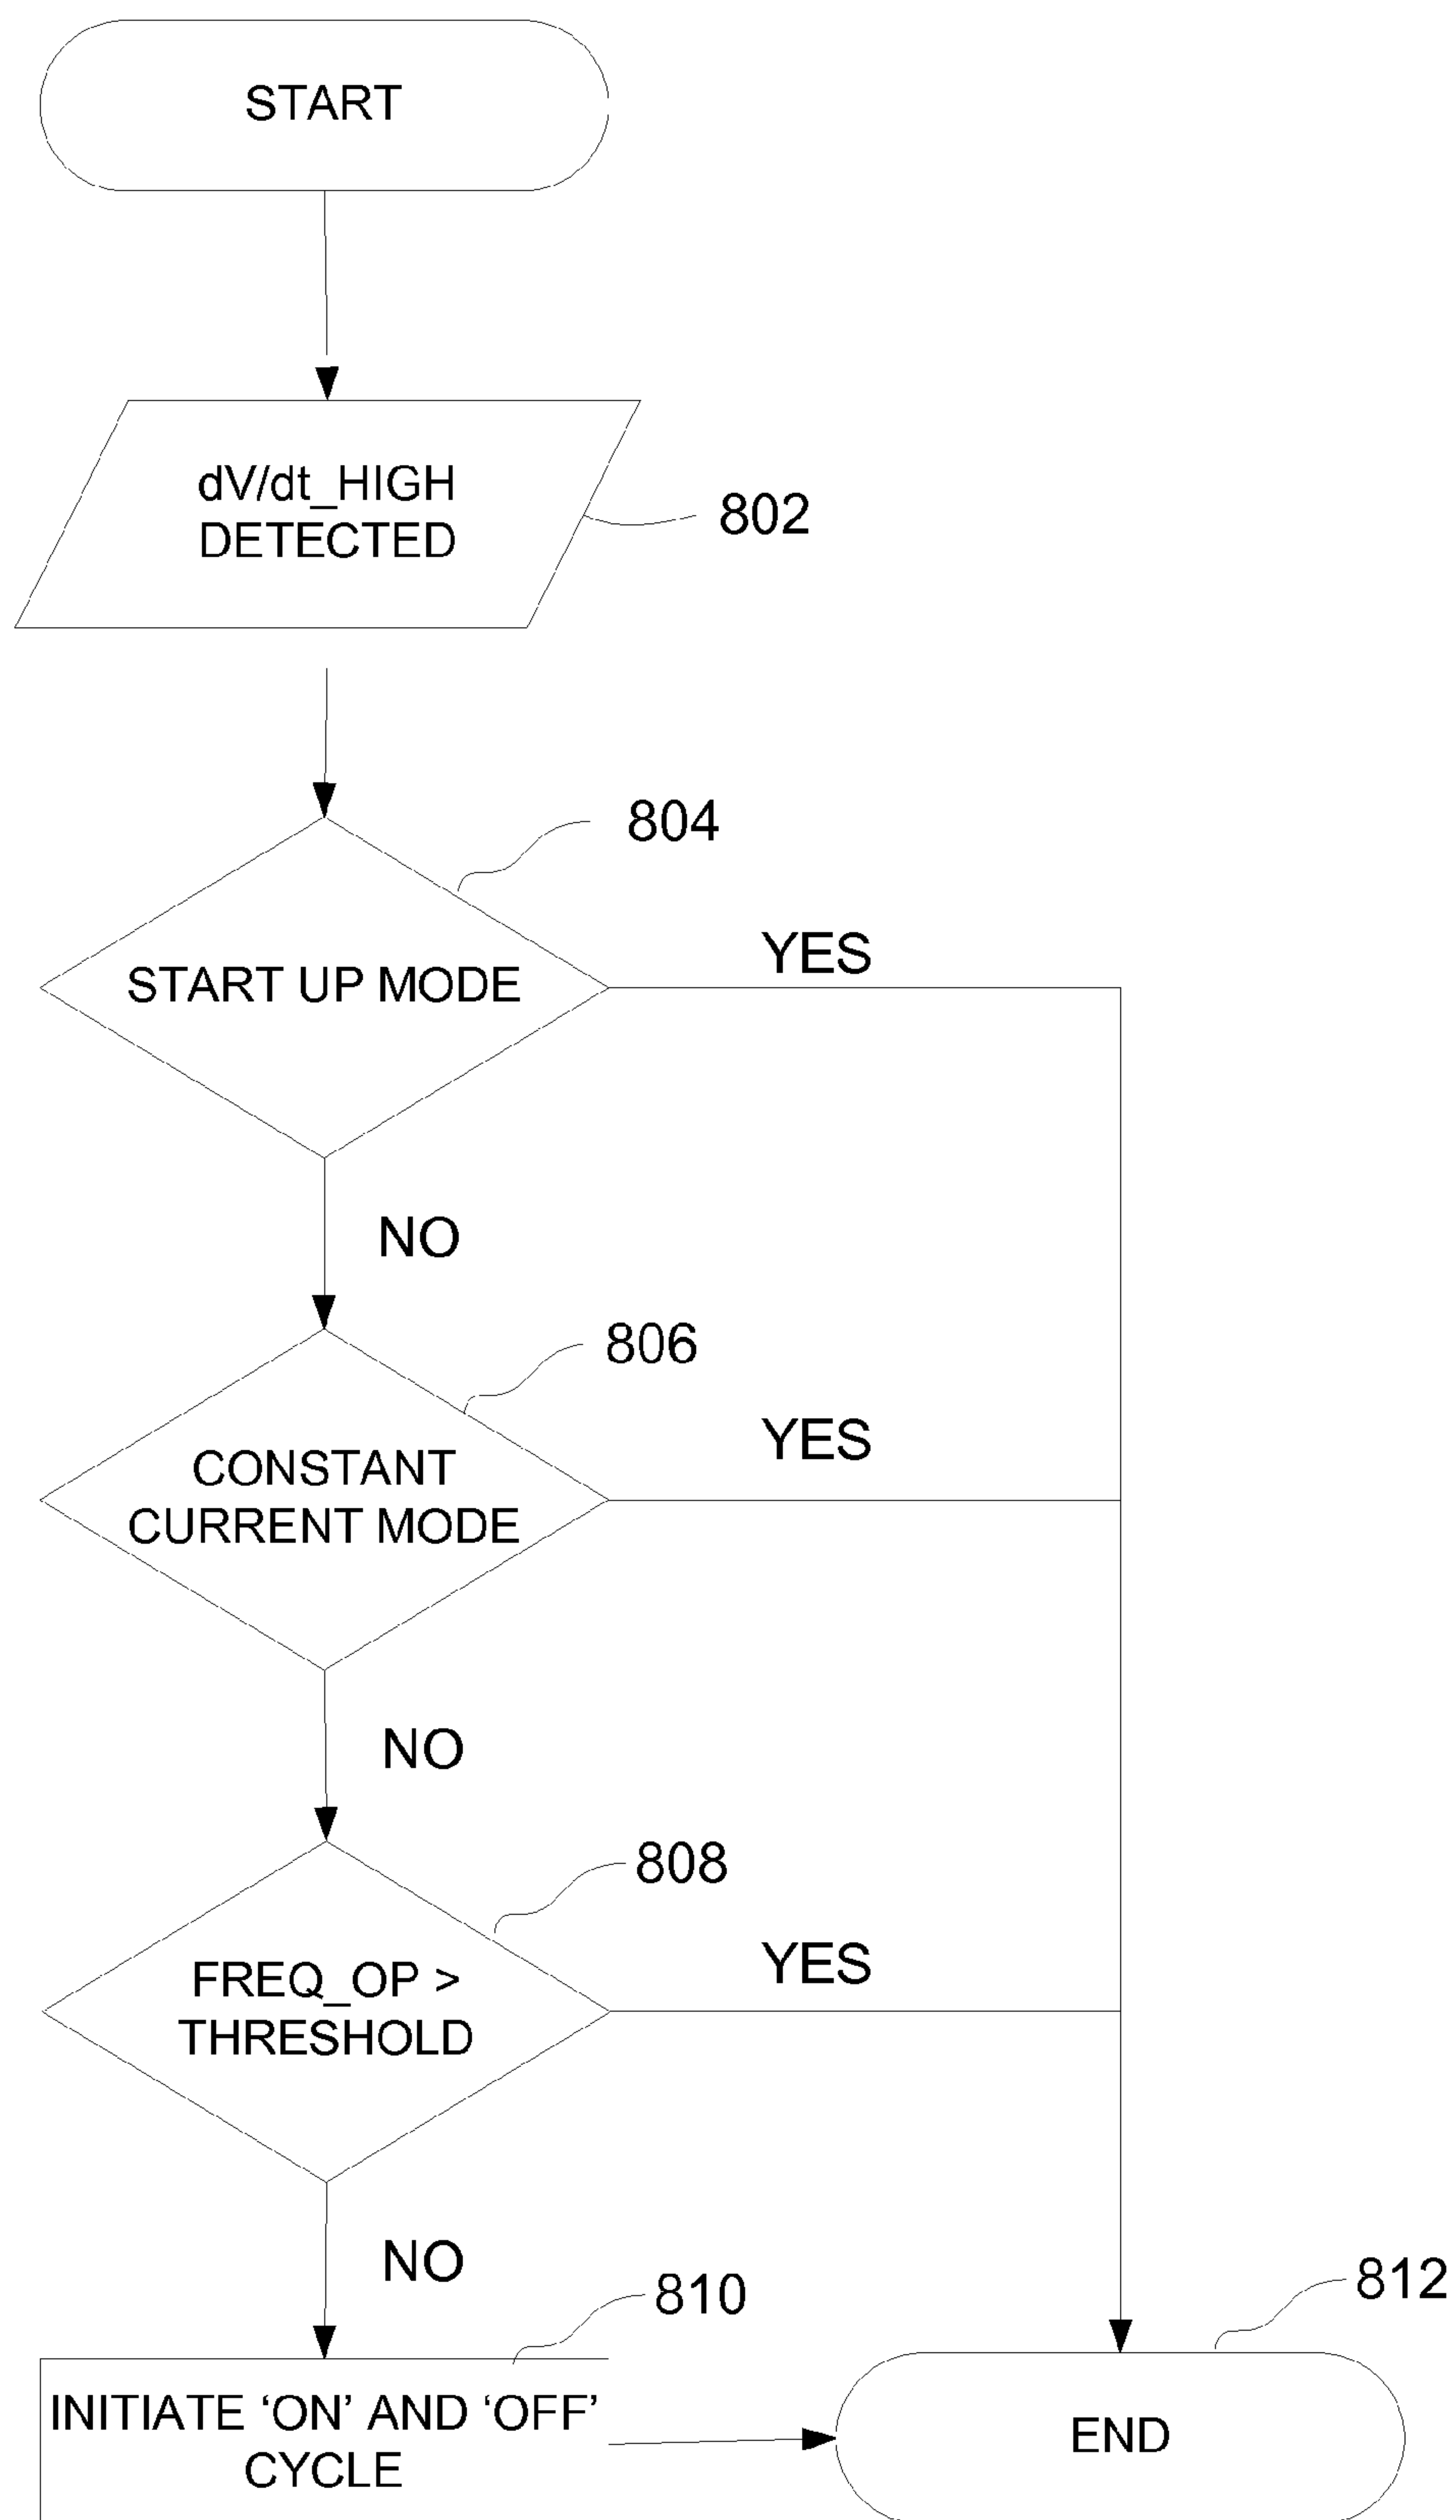 START
dV/dt_HIGH
DETECTED
802
804
START UP MODE
YES
NO
806
CONSTANT
CURRENT MODE
YES
NO
808
FREQ_OP >
THRESHOLD
YES
NO
810
812
INITIATE ‘ON’ AND ‘OFF’
CYCLE
END